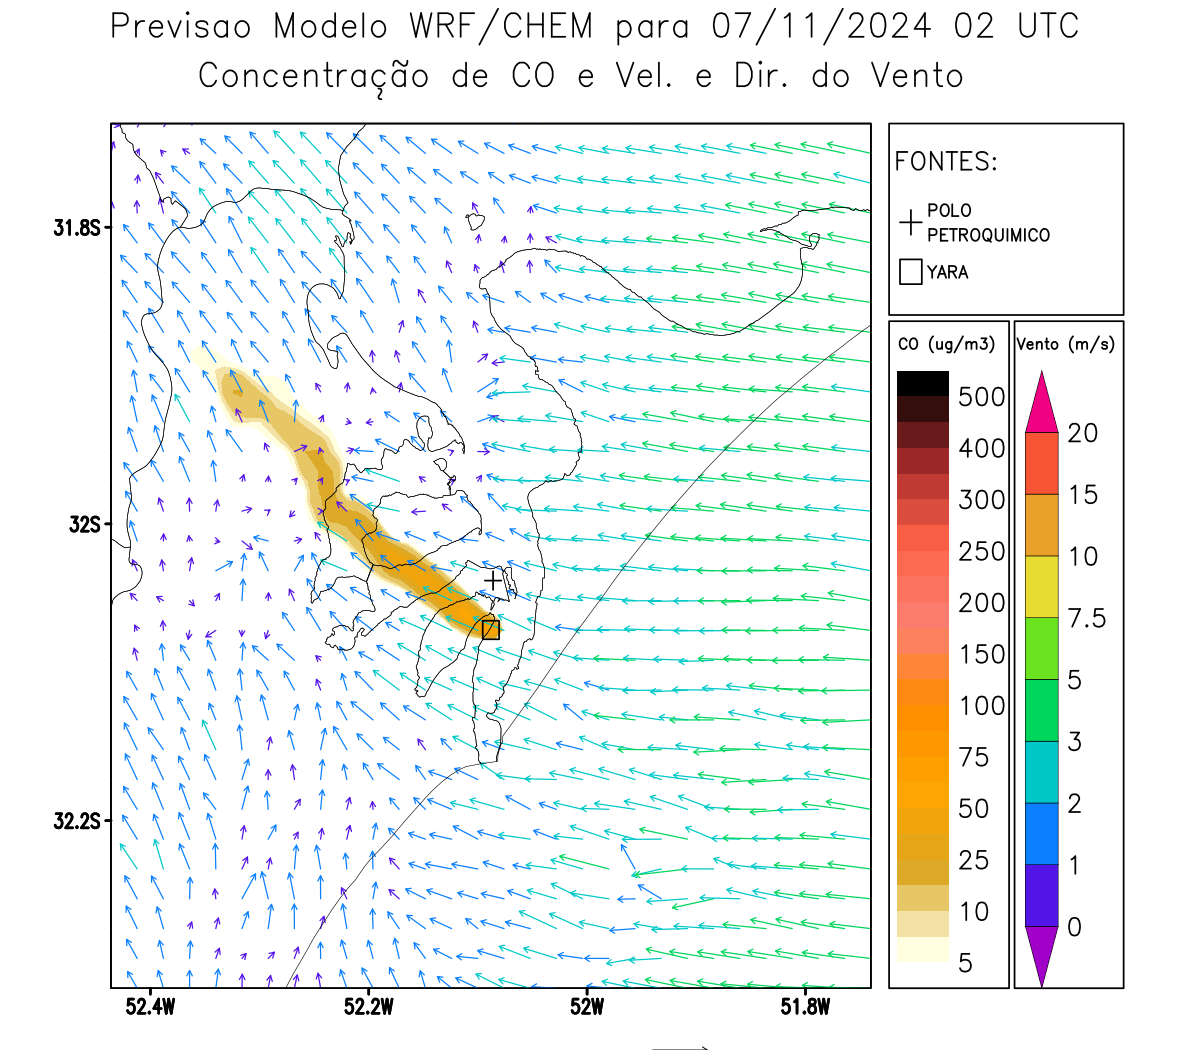 Previsao Modelo WRF/CHEM para 07/11/2024 02 UTC
Concentração de CO e Vel. e Dir. do Vento
FONTES:
POLO
PETROQUIMICO
YARA
CO (ug/m3)
500
400
300
250
200
150
100
75
50
25
10
5
Vento (m/s)
20
15
10
7.5
5
3
2
1
0
31.8S
32S
32.2S
52.4W
52.2W
52W
51.8W